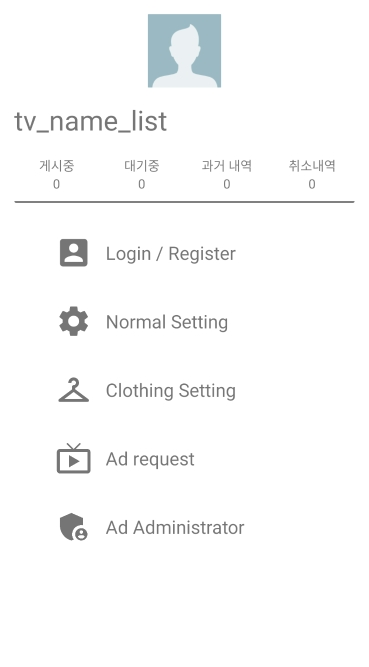 tv_name_list
게시중 대기중 과거 내역 취소내역
0 0 0 0
Login / Register
Normal Setting
Clothing Setting
Ad request
Ad Administrator